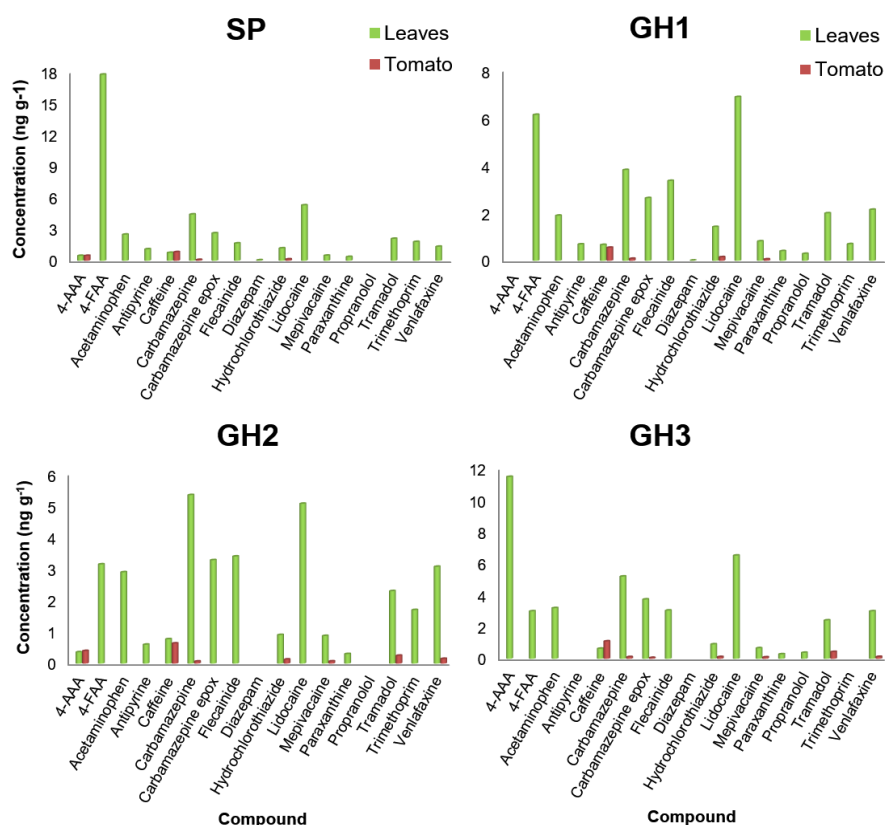 SP
Leaves
Tomato
Concentration (ng g-1)
18
15
12
9
6
3
0
4-AAA
4-FAA
Acetaminophen
Antipyrine
Caffeine
Carbamazepine
Carbamazepine epox
Flecainide
Diazepam
Hydrochlorothiazide
Lidocaine
Mepivacaine
Paraxanthine
Propranolol
Tramadol
Trimethoprim
Venlafaxine
GH1
Leaves
Tomato
8
6
4
2
0
4-AAA
4-FAA
Acetaminophen
Antipyrine
Caffeine
Carbamazepine
Carbamazepine epox
Flecainide
Diazepam
Hydrochlorothiazide
Lidocaine
Mepivacaine
Paraxanthine
Propranolol
Tramadol
Trimethoprim
Venlafaxine
GH2
Concentration (ng g⁻¹)
6
5
4
3
2
1
0
4-AAA
4-FAA
Acetaminophen
Antipyrine
Caffeine
Carbamazepine
Carbamazepine epox
Flecainide
Diazepam
Hydrochlorothiazide
Lidocaine
Mepivacaine
Paraxanthine
Propranolol
Tramadol
Trimethoprim
Venlafaxine
Compound
GH3
12
10
8
6
4
2
0
4-AAA
4-FAA
Acetaminophen
Antipyrine
Caffeine
Carbamazepine
Carbamazepine epox
Flecainide
Diazepam
Hydrochlorothiazide
Lidocaine
Mepivacaine
Paraxanthine
Propranolol
Tramadol
Trimethoprim
Venlafaxine
Compound